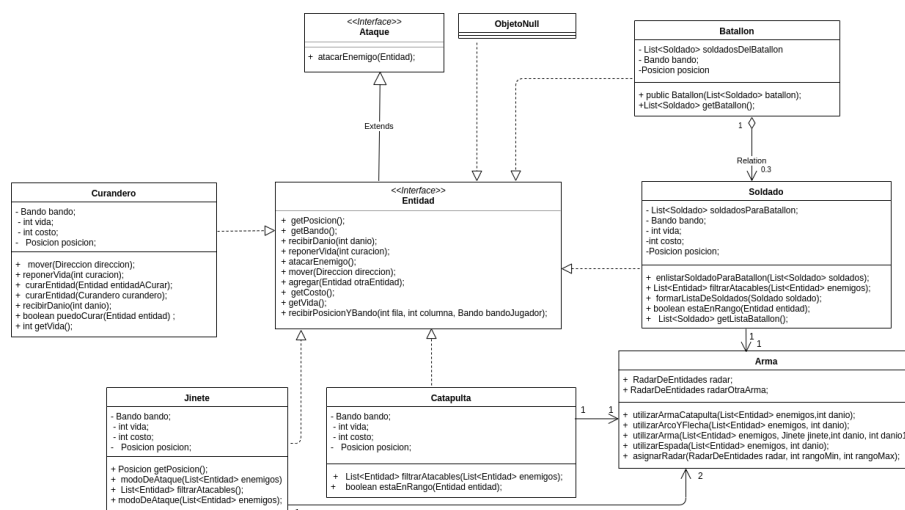 <<Interface>>
Ataque
+ atacarEnemigo(Entidad);
ObjetoNull
Batallon
- List<Soldado> soldadosDelBatallon
- Bando bando;
-Posicion posicion
+ public Batallon(List<Soldado> batallon);
+List<Soldado> getBatallon();
Extends
1
Relation
0.3
Curandero
- Bando bando;
- int vida;
- int costo;
- Posicion posicion;
+ mover(Direccion direccion);
+ reponerVida(int curacion);
+ curarEntidad(Entidad entidadACurar);
+ curarEntidad(Curandero curandero);
+ recibirDanio(int danio);
+ boolean puedoCurar(Entidad entidad) ;
+ int getVida();
<<Interface>>
Entidad
+ getPosicion();
+ getBando();
+ recibirDanio(int danio);
+ reponerVida(int curacion);
+ atacarEnemigo();
+ mover(Direccion direccion);
+ agregar(Entidad otraEntidad);
+ getCosto();
+ getVida();
+ recibirPosicionYBando(int fila, int columna, Bando bandoJugador);
Soldado
- List<Soldado> soldadosParaBatallon;
- Bando bando;
- int vida;
-int costo;
-Posicion posicion;
+ enlistarSoldadoParaBatallon(List<Soldado> soldados);
+ List<Entidad> filtrarAtacables(List<Entidad> enemigos);
+ formarListaDeSoldados(Soldado soldado);
+ boolean estaEnRango(Entidad entidad);
+ List<Soldado> getListaBatallon();
1
1
Arma
+ RadarDeEntidades radar;
+ RadarDeEntidades radarOtraArma;
+ utilizarArmaCatapulta(List<Entidad> enemigos,int danio);
+ utilizarArcoYFlecha(List<Entidad> enemigos, int danio);
+ utilizarArma(List<Entidad> enemigos, Jinete jinete,int danio, int danio1
+ utilizarEspada(List<Entidad> enemigos, int danio);
+ asignarRadar(RadarDeEntidades radar, int rangoMin, int rangoMax);
Jinete
- Bando bando;
- int vida;
- int costo;
- Posicion posicion;
+ Posicion getPosicion();
+ modoDeAtaque(List<Entidad> enemigos)
+ List<Entidad> filtrarAtacables();
+ modoDeAtaque(List<Entidad> enemigos);
Catapulta
- Bando bando;
- int vida;
- int costo;
- Posicion posicion;
+ List<Entidad> filtrarAtacables(List<Entidad> enemigos);
+ boolean estaEnRango(Entidad entidad);
1
1
2